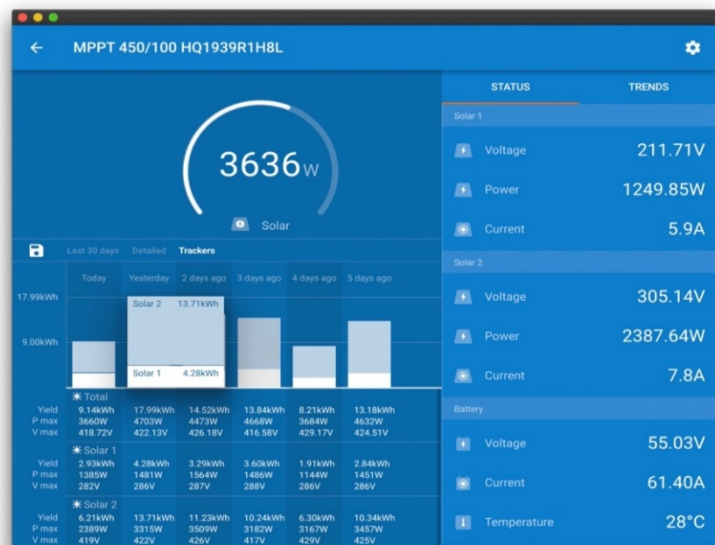 MPPT 450/100 HQ1939R1H8L
3636W
Solar
Last 30 days Detailed Trackers
Today Yesterday 2 days ago 3 days ago 4 days ago 5 days ago
17.99kWh
Solar 2 13.71kWh
9.00kWh
Solar 1 4.28kWh
Total
Yield 9.14kWh 17.99kWh 14.52kWh 13.84kWh 8.21kWh 13.18kWh
P max 3660W 4703W 4473W 4668W 3684W 4632W
V max 418.72V 422.13V 426.18V 416.58V 429.17V 424.51V
Solar 1
Yield 2.93kWh 4.28kWh 3.29kWh 3.60kWh 1.91kWh 2.84kWh
P max 1385W 1481W 1564W 1486W 1144W 1451W
V max 282V 286V 287V 288V 286V 286V
Solar 2
Yield 6.21kWh 13.71kWh 11.23kWh 10.24kWh 6.30kWh 10.34kWh
P max 2389W 3315W 3509W 3182W 3167W 3457W
V max 419V 422V 426V 417V 429V 425V
STATUS TRENDS
Solar 1
Voltage 211.71V
Power 1249.85W
Current 5.9A
Solar 2
Voltage 305.14V
Power 2387.64W
Current 7.8A
Battery
Voltage 55.03V
Current 61.40A
Temperature 28°C